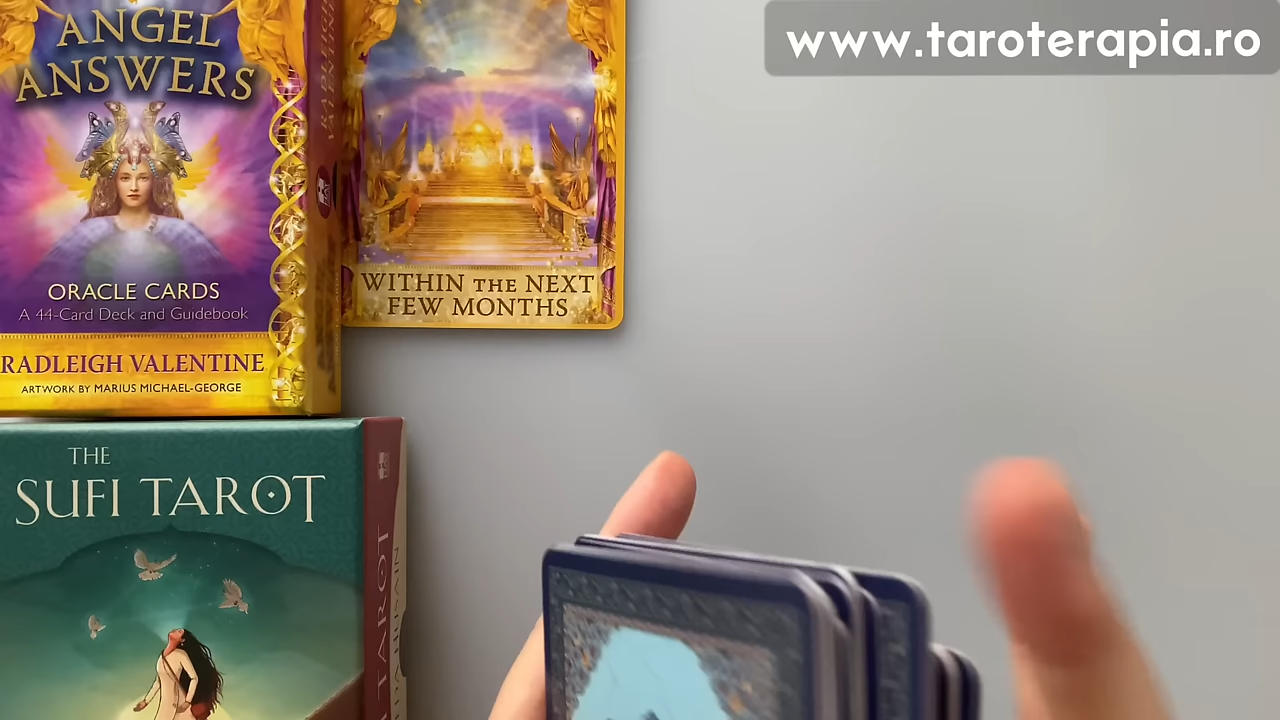 www.taroterapia.ro
ANGEL
ANSWERS
ORACLE CARDS
A 44-Card Deck and Guidebook
RADLEIGH VALENTINE
ARTWORK BY MARIUS MICHAEL-GEORGE
WITHIN THE NEXT
FEW MONTHS
THE
SUFI TAROT
TAROT